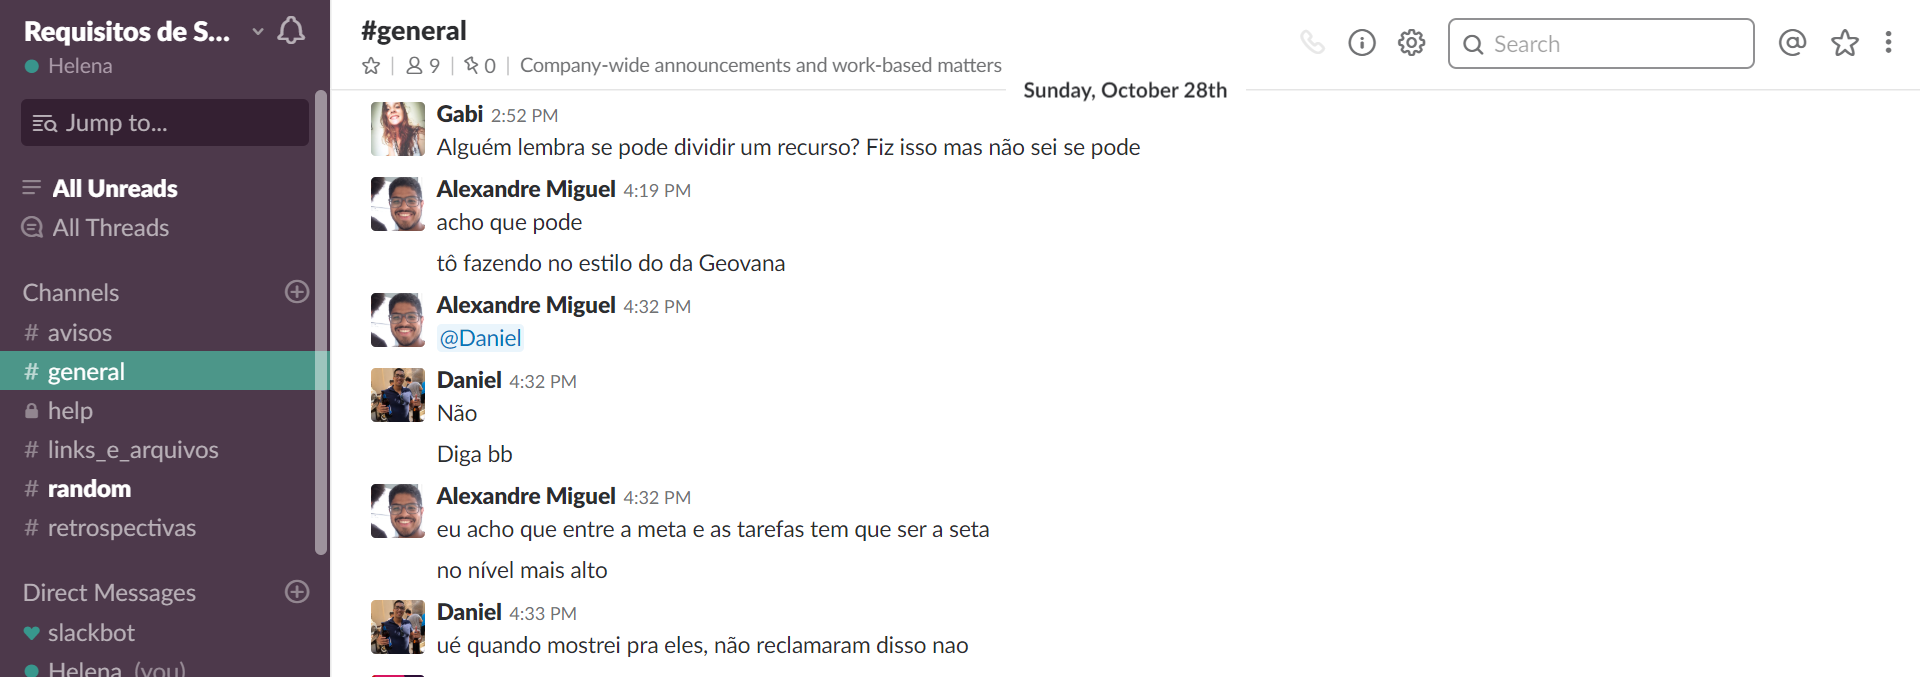 Requisitos de S...
Helena
Jump to...
All Unreads
All Threads
Channels
# avisos
# general
help
# links_e_arquivos
# random
# retrospectivas
Direct Messages
slackbot
Helena (you)
#general
9 | 0 | Company-wide announcements and work-based matters
Search
Sunday, October 28th
Gabi 2:52 PM
Alguém lembra se pode dividir um recurso? Fiz isso mas não sei se pode
Alexandre Miguel 4:19 PM
acho que pode
tô fazendo no estilo do da Geovana
Alexandre Miguel 4:32 PM
@Daniel
Daniel 4:32 PM
Não
Diga bb
Alexandre Miguel 4:32 PM
eu acho que entre a meta e as tarefas tem que ser a seta
no nível mais alto
Daniel 4:33 PM
ué quando mostrei pra eles, não reclamaram disso nao